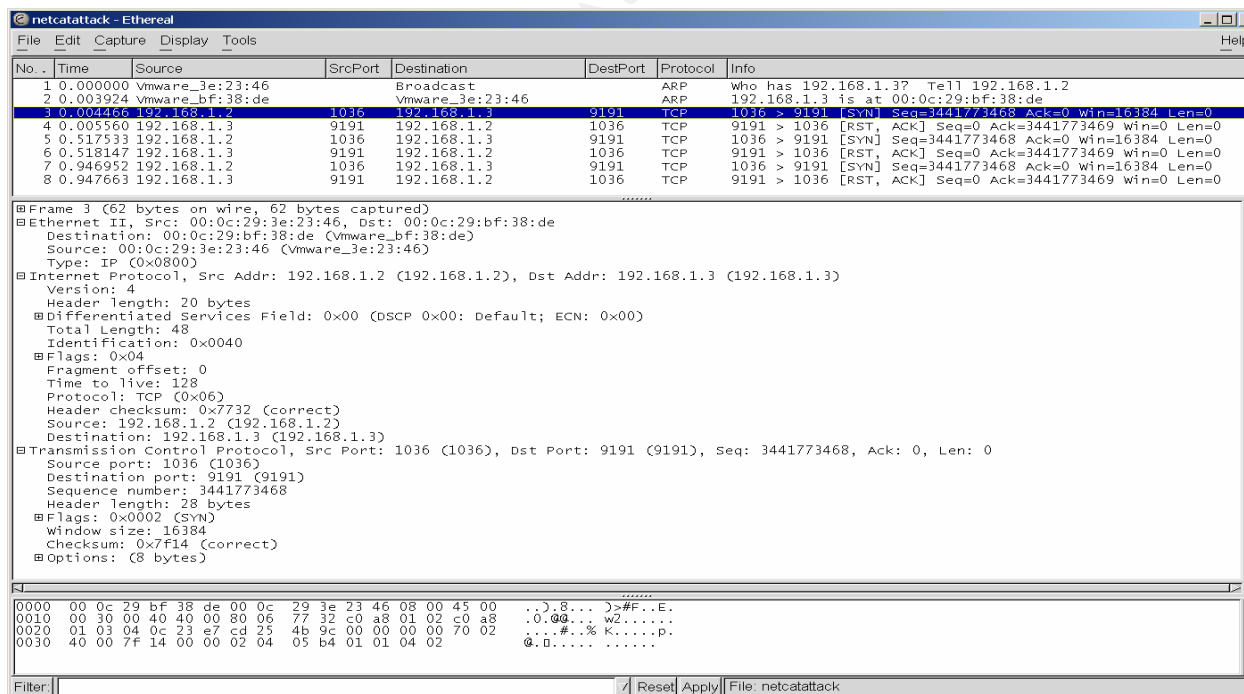 netcatattack - Ethereal
File Edit Capture Display Tools Help
No. . Time Source SrcPort Destination DestPort Protocol Info
1 0.000000 Vmware_3e:23:46 Broadcast ARP Who has 192.168.1.3? Tell 192.168.1.2
2 0.003924 Vmware_bf:38:de Vmware_3e:23:46 ARP 192.168.1.3 is at 00:0c:29:bf:38:de
3 0.004466 192.168.1.2 1036 192.168.1.3 9191 TCP 1036 > 9191 [SYN] Seq=3441773468 Ack=0 Win=16384 Len=0
4 0.005560 192.168.1.3 9191 192.168.1.2 1036 TCP 9191 > 1036 [RST, ACK] Seq=0 Ack=3441773469 Win=0 Len=0
5 0.517533 192.168.1.2 1036 192.168.1.3 9191 TCP 1036 > 9191 [SYN] Seq=3441773468 Ack=0 Win=16384 Len=0
6 0.518147 192.168.1.3 9191 192.168.1.2 1036 TCP 9191 > 1036 [RST, ACK] Seq=0 Ack=3441773469 Win=0 Len=0
7 0.946952 192.168.1.2 1036 192.168.1.3 9191 TCP 1036 > 9191 [SYN] Seq=3441773468 Ack=0 Win=16384 Len=0
8 0.947663 192.168.1.3 9191 192.168.1.2 1036 TCP 9191 > 1036 [RST, ACK] Seq=0 Ack=3441773469 Win=0 Len=0
Frame 3 (62 bytes on wire, 62 bytes captured)
Ethernet II, Src: 00:0c:29:3e:23:46, Dst: 00:0c:29:bf:38:de
Destination: 00:0c:29:bf:38:de (Vmware_bf:38:de)
Source: 00:0c:29:3e:23:46 (Vmware_3e:23:46)
Type: IP (0x0800)
Internet Protocol, Src Addr: 192.168.1.2 (192.168.1.2), Dst Addr: 192.168.1.3 (192.168.1.3)
Version: 4
Header length: 20 bytes
Differentiated Services Field: 0x00 (DSCP 0x00: Default; ECN: 0x00)
Total Length: 48
Identification: 0x0040
Flags: 0x04
Fragment offset: 0
Time to live: 128
Protocol: TCP (0x06)
Header checksum: 0x7732 (correct)
Source: 192.168.1.2 (192.168.1.2)
Destination: 192.168.1.3 (192.168.1.3)
Transmission Control Protocol, Src Port: 1036 (1036), Dst Port: 9191 (9191), Seq: 3441773468, Ack: 0, Len: 0
Source port: 1036 (1036)
Destination port: 9191 (9191)
Sequence number: 3441773468
Header length: 28 bytes
Flags: 0x0002 (SYN)
Window size: 16384
Checksum: 0x7f14 (correct)
Options: (8 bytes)
0000 00 0c 29 bf 38 de 00 0c 29 3e 23 46 08 00 45 00 ..).8... )>#F..E.
0010 00 30 00 40 40 00 80 06 77 32 c0 a8 01 02 c0 a8 .0.@@... w2......
0020 01 03 04 0c 23 e7 cd 25 4b 9c 00 00 00 00 70 02 ....#..% K.....p.
0030 40 00 7f 14 00 00 02 04 05 b4 01 01 04 02 @.▯..... ......
Filter: / Reset Apply File: netcatattack